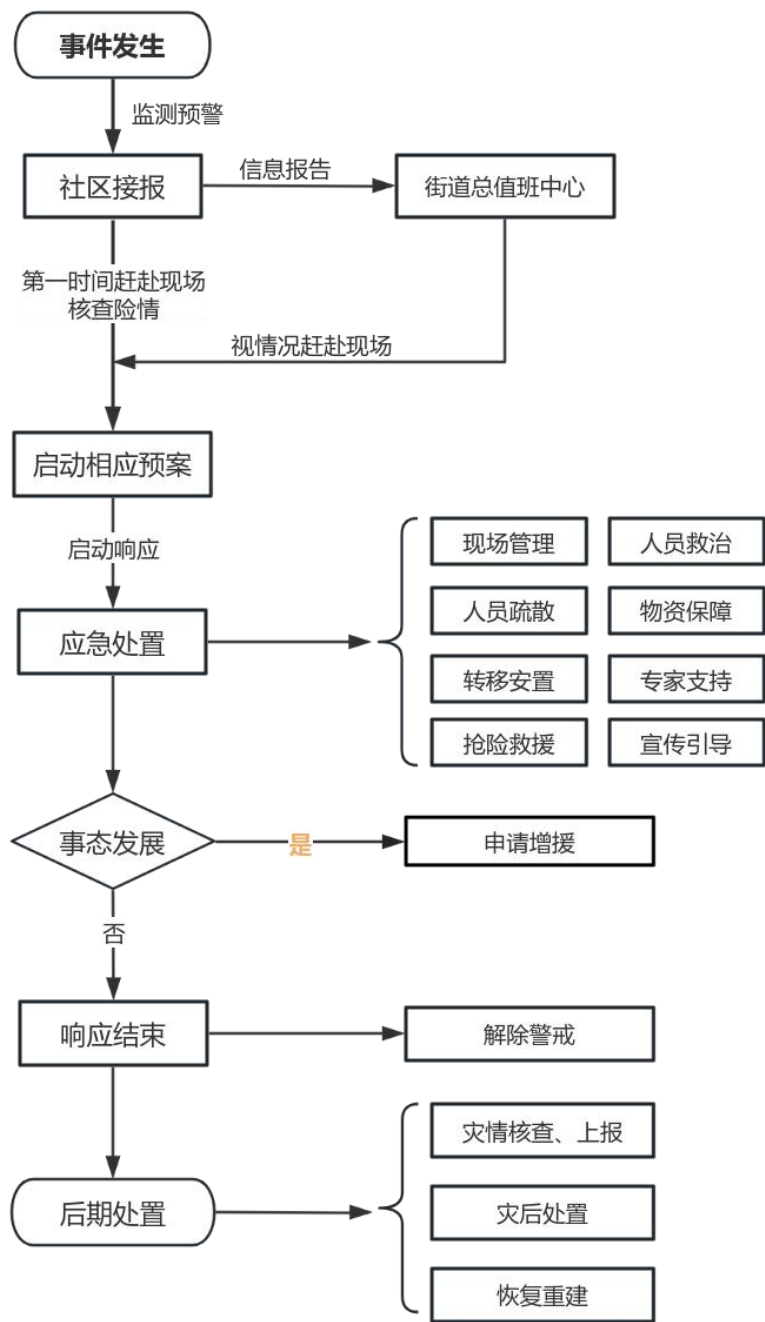 事件发生
监测预警
社区接报
信息报告
街道总值班中心
第一时间赶赴现场
核查险情
视情况赶赴现场
启动相应预案
启动响应
应急处置
现场管理
人员救治
人员疏散
物资保障
转移安置
专家支持
抢险救援
宣传引导
事态发展
是
申请增援
否
响应结束
解除警戒
后期处置
灾情核查、上报
灾后处置
恢复重建